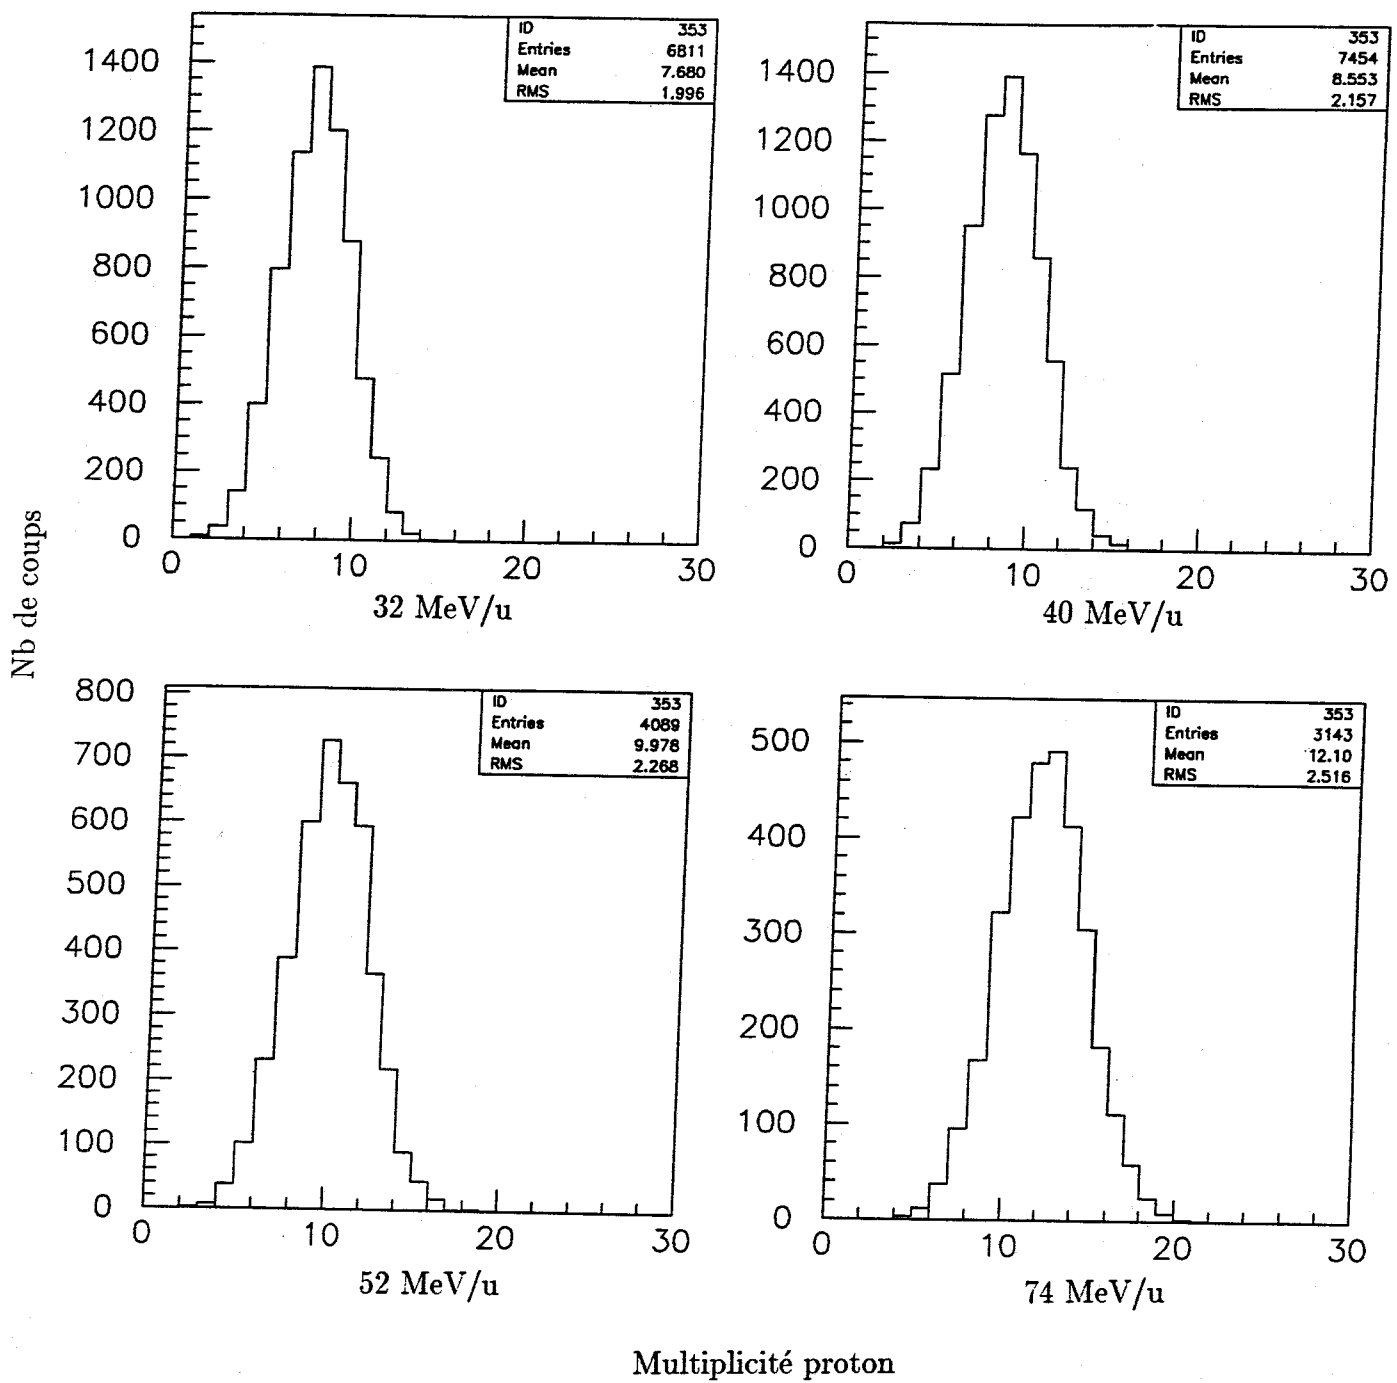 ID 353
Entries 6811
Mean 7.680
RMS 1.996
1400
1200
1000
800
600
400
200
0
0 10 20 30
32 MeV/u
ID 353
Entries 7454
Mean 8.553
RMS 2.157
1400
1200
1000
800
600
400
200
0
0 10 20 30
40 MeV/u
Nb de coups
ID 353
Entries 4089
Mean 9.978
RMS 2.268
800
700
600
500
400
300
200
100
0
0 10 20 30
52 MeV/u
ID 353
Entries 3143
Mean 12.10
RMS 2.516
500
400
300
200
100
0
0 10 20 30
74 MeV/u
Multiplicité proton